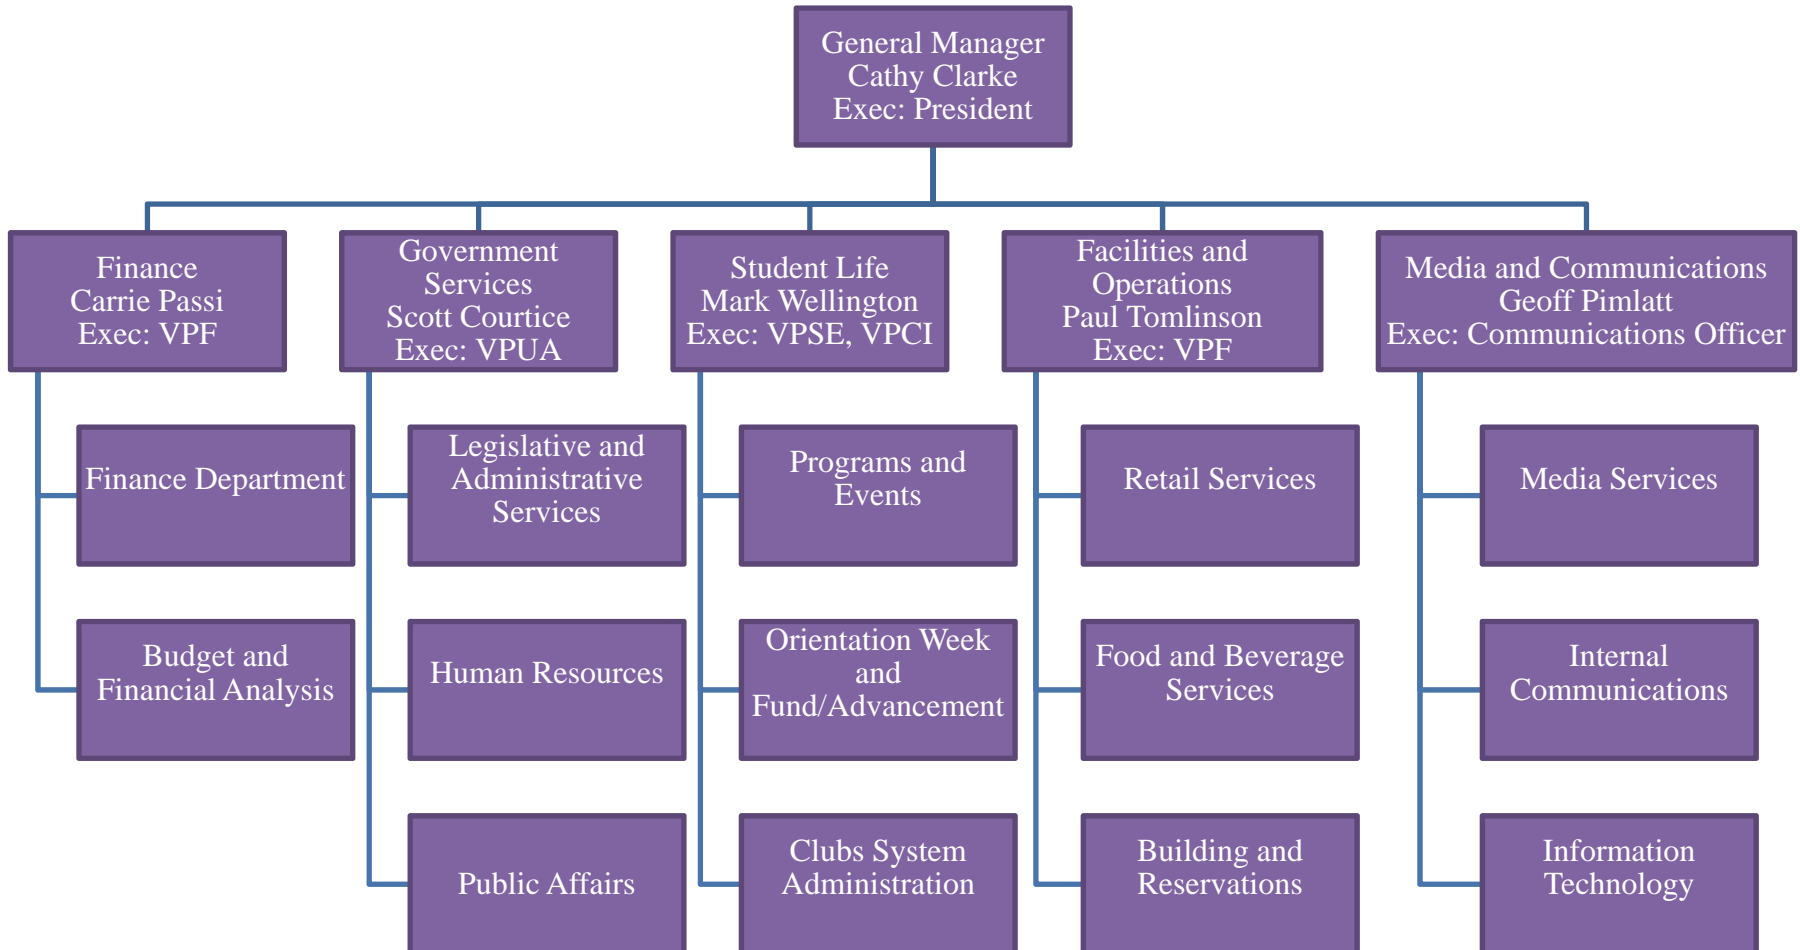 General Manager
Cathy Clarke
Exec: President
Finance
Carrie Passi
Exec: VPF
Government
Services
Scott Courtice
Exec: VPUA
Student Life
Mark Wellington
Exec: VPSE, VPCI
Facilities and
Operations
Paul Tomlinson
Exec: VPF
Media and Communications
Geoff Pimlatt
Exec: Communications Officer
Finance Department
Legislative and
Administrative
Services
Programs and
Events
Retail Services
Media Services
Budget and
Financial Analysis
Human Resources
Orientation Week
and
Fund/Advancement
Food and Beverage
Services
Internal
Communications
Public Affairs
Clubs System
Administration
Building and
Reservations
Information
Technology